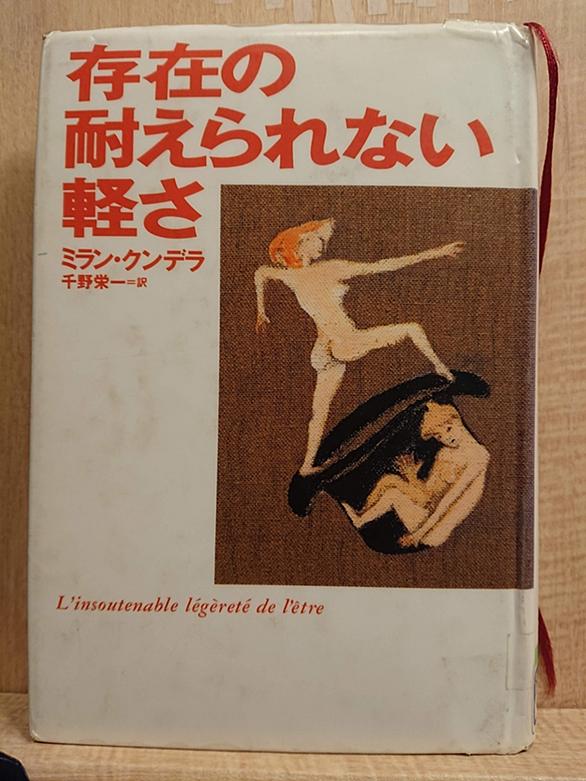 存在の
耐えられない
軽さ
ミラン・クンデラ
千野栄一=訳
L'insoutenable légèreté de l'être